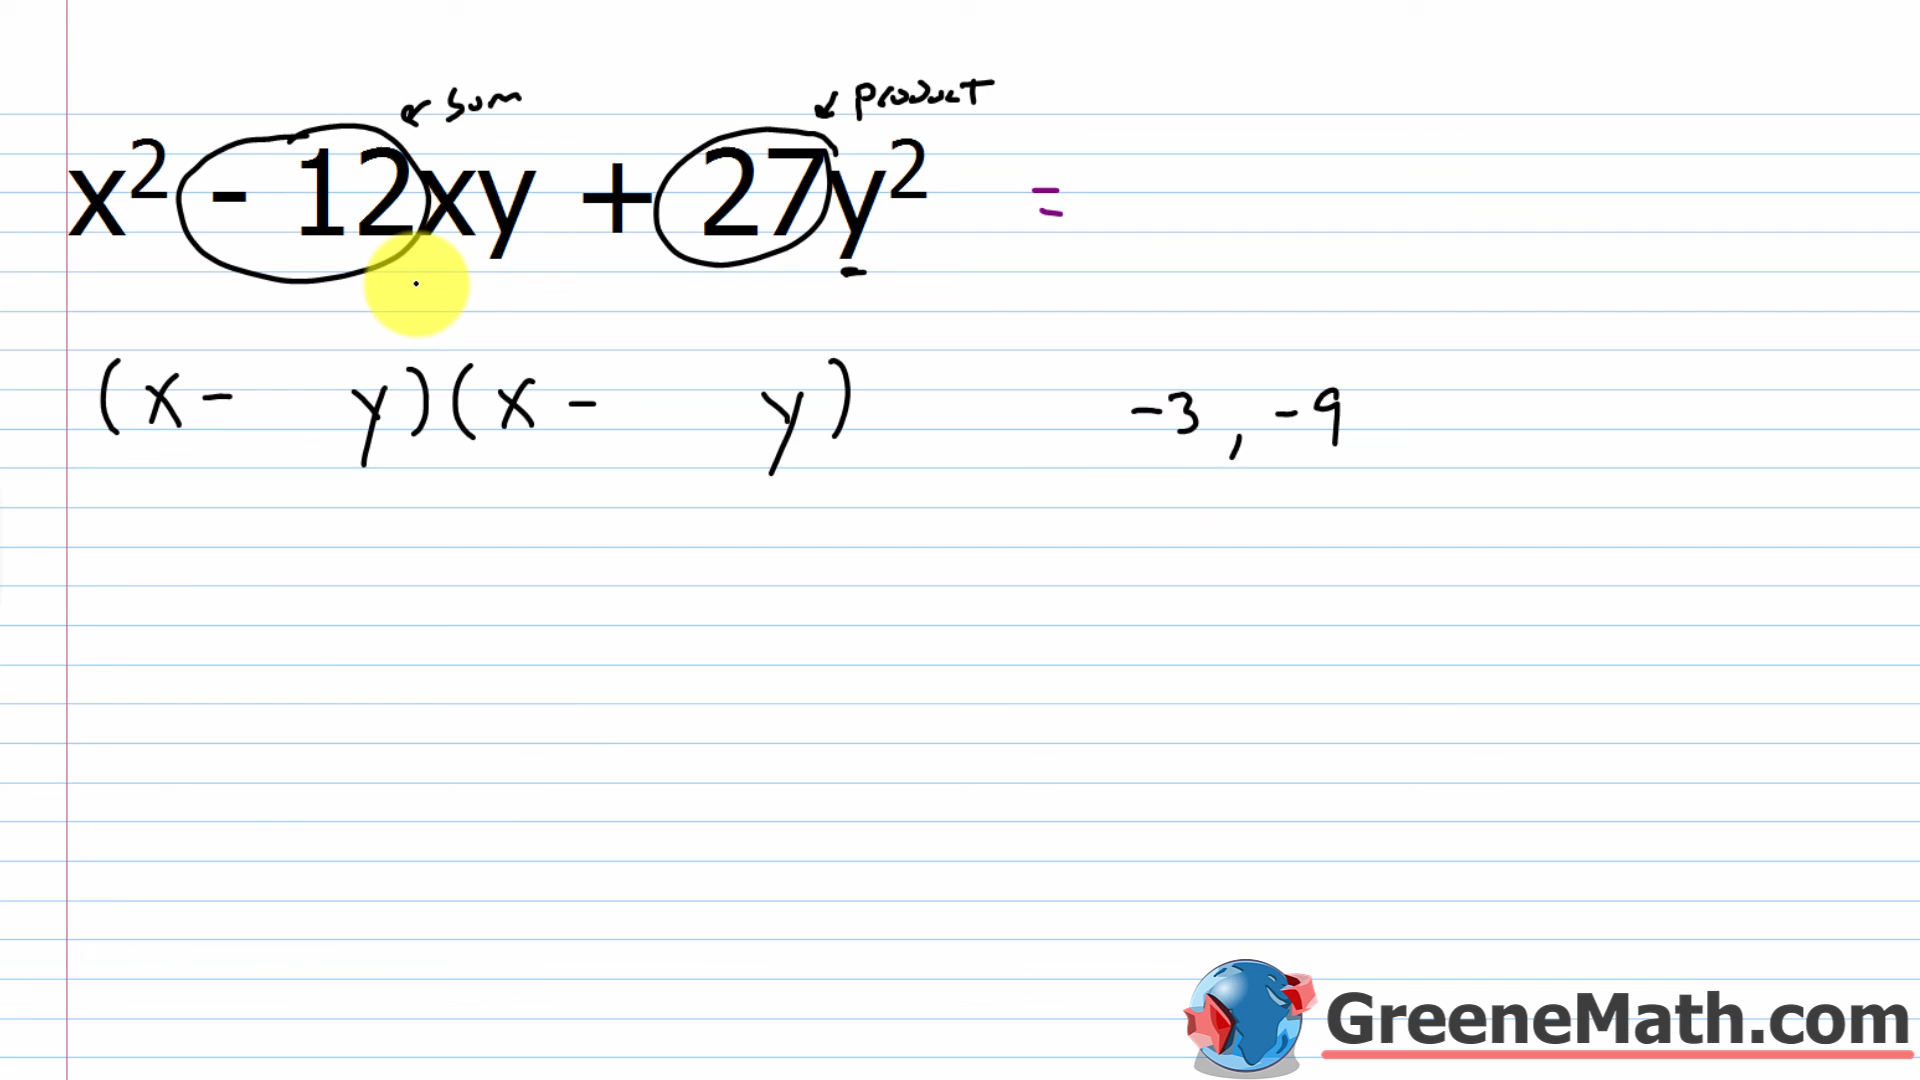 sum product
x² - 12xy + 27y² =
(x - y)(x - y) -3, -9
GreeneMath.com